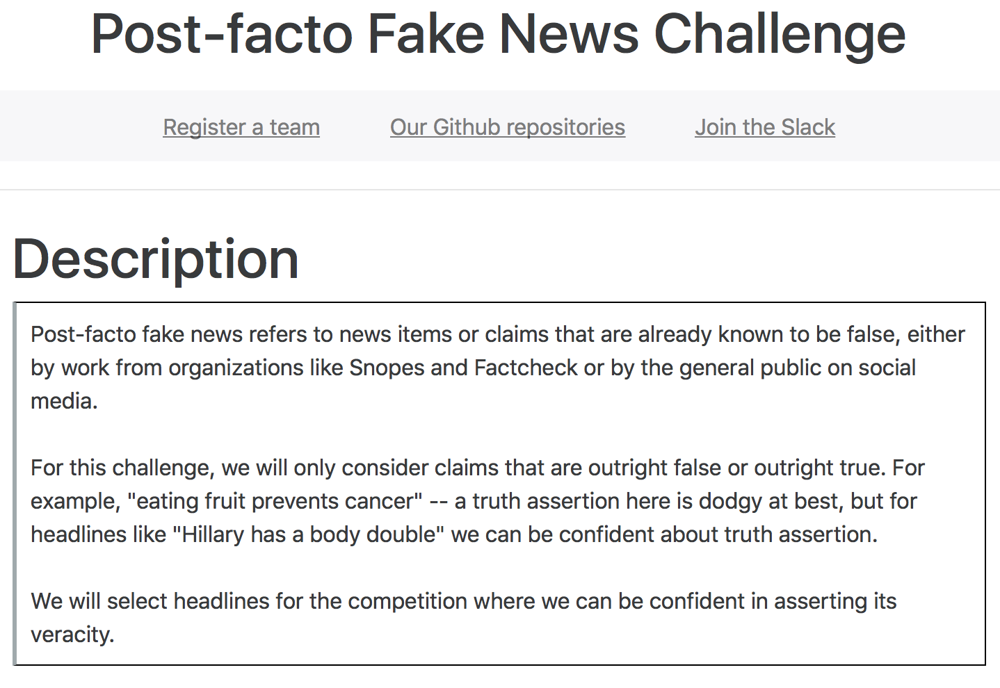 Post-facto Fake News Challenge
Register a team
Our Github repositories
Join the Slack
Description
Post-facto fake news refers to news items or claims that are already known to be false, either
by work from organizations like Snopes and Factcheck or by the general public on social
media.
For this challenge, we will only consider claims that are outright false or outright true. For
example, "eating fruit prevents cancer" -- a truth assertion here is dodgy at best, but for
headlines like "Hillary has a body double" we can be confident about truth assertion.
We will select headlines for the competition where we can be confident in asserting its
veracity.